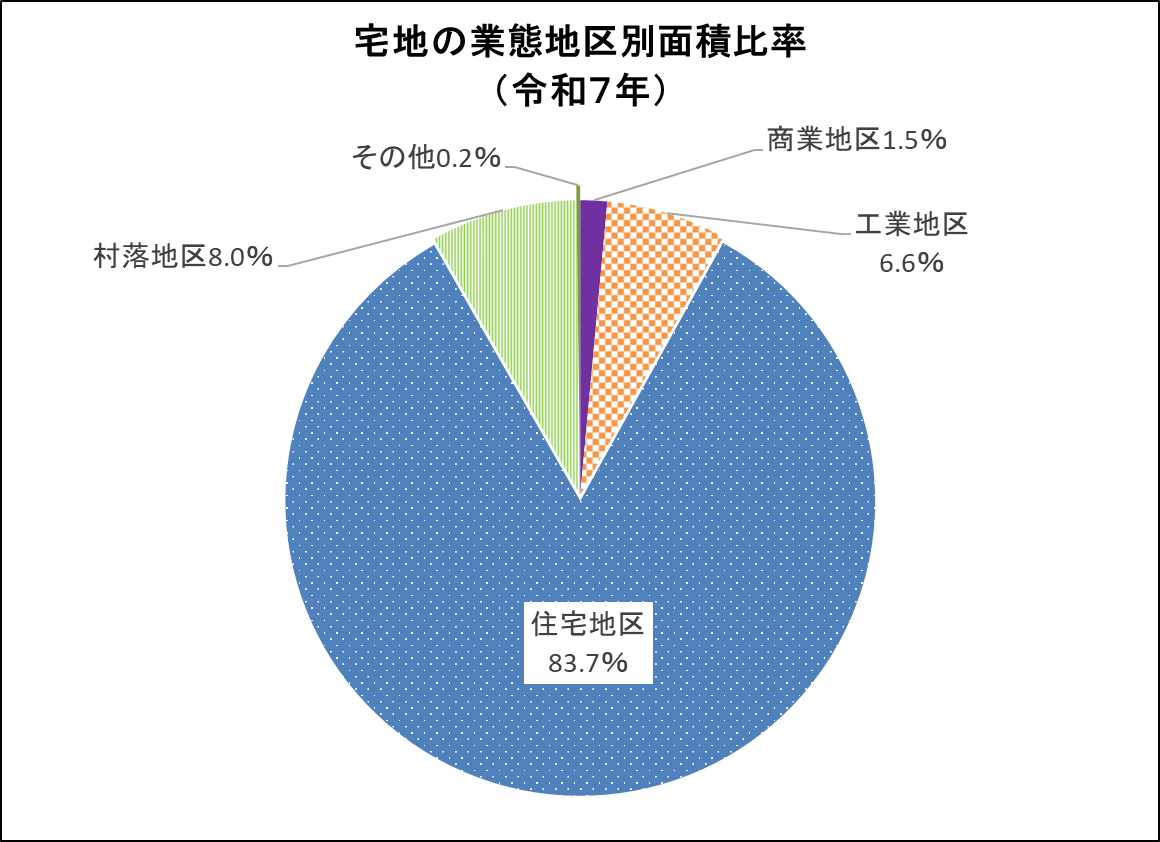 宅地の業態地区別面積比率
（令和7年）
その他0.2%
商業地区1.5%
工業地区
6.6%
村落地区8.0%
住宅地区
83.7%